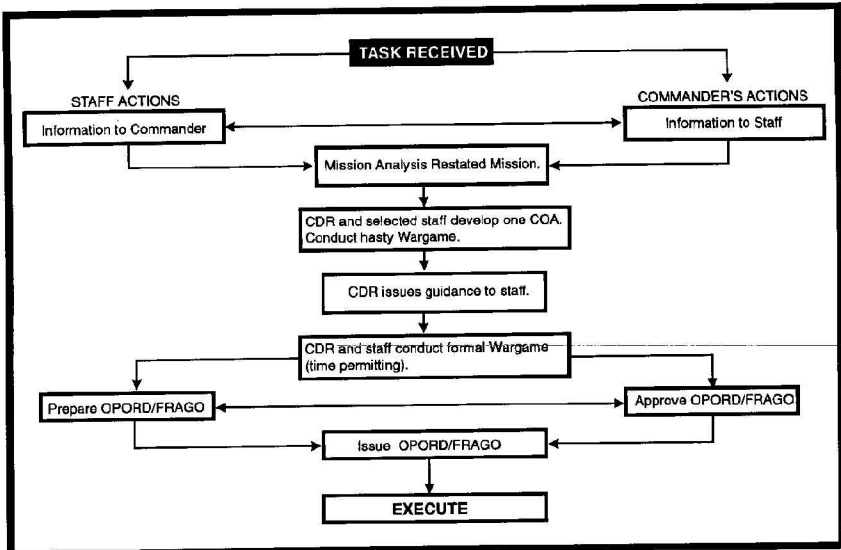 TASK RECEIVED
STAFF ACTIONS
COMMANDER'S ACTIONS
Information to Commander
Information to Staff
Mission Analysis Restated Mission.
CDR and selected staff develop one COA.
Conduct hasty Wargame.
CDR issues guidance to staff.
CDR and staff conduct formal Wargame
(time permitting).
Prepare OPORD/FRAGO
Approve OPORD/FRAGO
Issue OPORD/FRAGO
EXECUTE